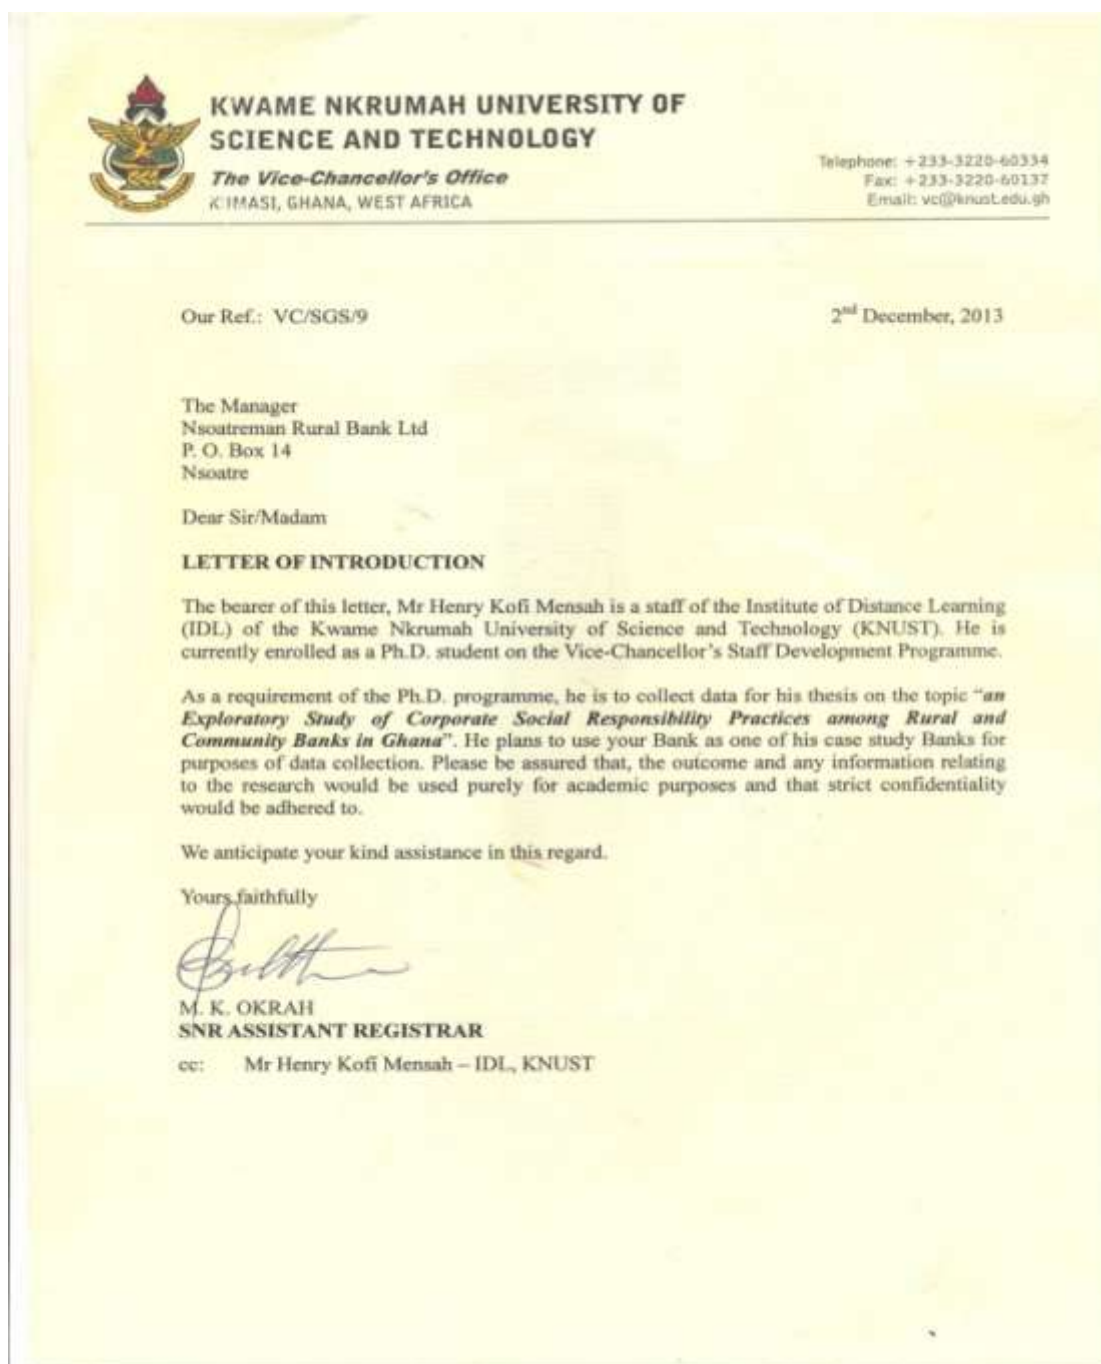 KWAME NKRUMAH UNIVERSITY OF
SCIENCE AND TECHNOLOGY
The Vice-Chancellor's Office
KUMASI, GHANA, WEST AFRICA
Telephone: +233-3220-60334
Fax: +233-3220-60137
Email: vc@knust.edu.gh
Our Ref.: VC/SGS/9
2nd December, 2013
The Manager
Nsoatreman Rural Bank Ltd
P. O. Box 14
Nsoatre
Dear Sir/Madam
LETTER OF INTRODUCTION
The bearer of this letter, Mr Henry Kofi Mensah is a staff of the Institute of Distance Learning
(IDL) of the Kwame Nkrumah University of Science and Technology (KNUST). He is
currently enrolled as a Ph.D. student on the Vice-Chancellor's Staff Development Programme.
As a requirement of the Ph.D. programme, he is to collect data for his thesis on the topic "an
Exploratory Study of Corporate Social Responsibility Practices among Rural and
Community Banks in Ghana". He plans to use your Bank as one of his case study Banks for
purposes of data collection. Please be assured that, the outcome and any information relating
to the research would be used purely for academic purposes and that strict confidentiality
would be adhered to.
We anticipate your kind assistance in this regard.
Yours faithfully
M. K. OKRAH
SNR ASSISTANT REGISTRAR
cc: Mr Henry Kofi Mensah – IDL, KNUST